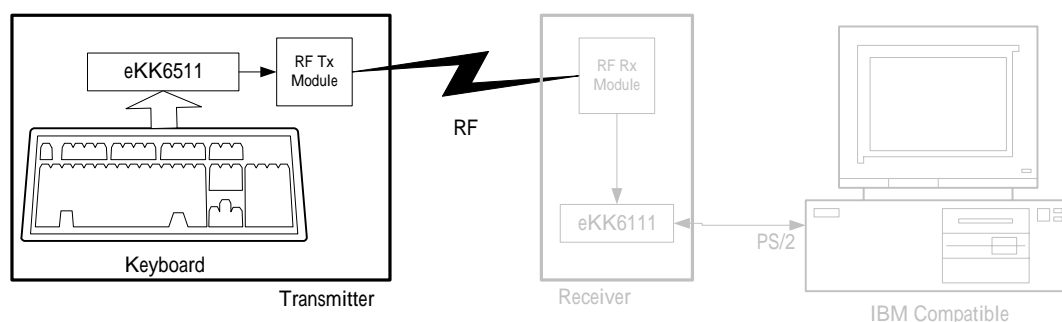 eKK6511
RF Tx
Module
Keyboard
Transmitter
RF
RF Rx
Module
eKK6111
Receiver
PS/2
IBM Compatible